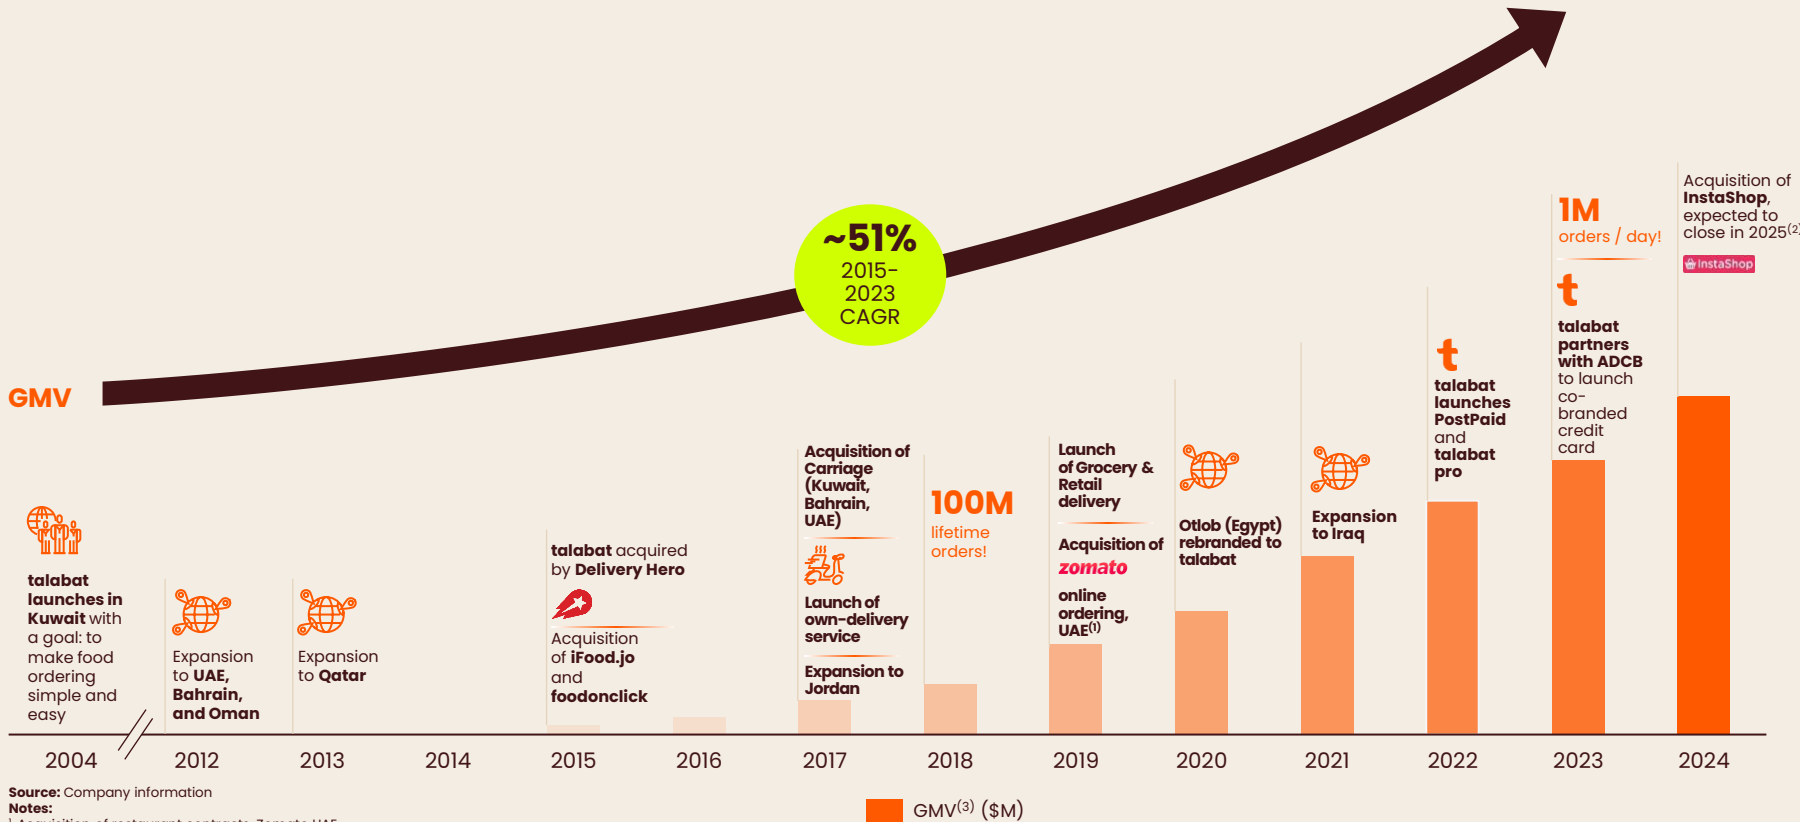 GMV
~51%
2015-
2023
CAGR
talabat
launches in
Kuwait with
a goal: to
make food
ordering
simple and
easy
Expansion
to UAE,
Bahrain,
and Oman
Expansion
to Qatar
talabat acquired
by Delivery Hero
Acquisition
of iFood.jo
and
foodonclick
Acquisition of
Carriage
(Kuwait,
Bahrain,
UAE)
Launch of
own-delivery
service
Expansion to
Jordan
100M
lifetime
orders!
Launch
of Grocery &
Retail
delivery
Acquisition of
zomato
online
ordering,
UAE(1)
Otlob (Egypt)
rebranded to
talabat
Expansion
to Iraq
t
talabat
launches
PostPaid
and
talabat
pro
1M
orders / day!
t
talabat
partners
with ADCB
to launch
co-
branded
credit
card
Acquisition of
InstaShop,
expected to
close in 2025(2)
InstaShop
2004 2012 2013 2014 2015 2016 2017 2018 2019 2020 2021 2022 2023 2024
Source: Company information
Notes:
GMV(3) ($M)